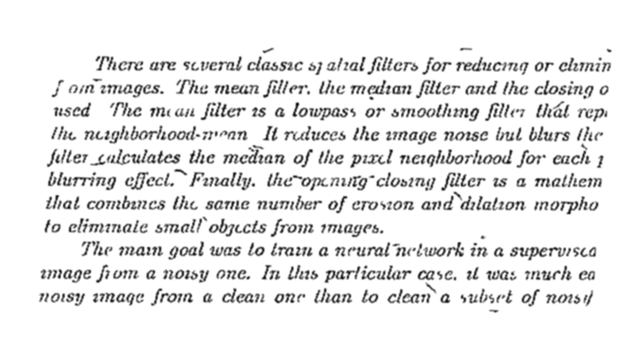 There are several classic spatial filters for reducing or elimin
from images. The mean filter, the median filter and the closing o
used. The mean filter is a lowpass or smoothing filter that repl
the neighborhood-mean. It reduces the image noise but blurs the
filter calculates the median of the pixel neighborhood for each p
blurring effect. Finally, the opening-closing filter is a mathem
that combines the same number of erosion and dilation morpho
to eliminate small objects from images.
The main goal was to train a neural network in a supervised
image from a noisy one. In this particular case, it was much ea
noisy image from a clean one than to clean a subset of noisy